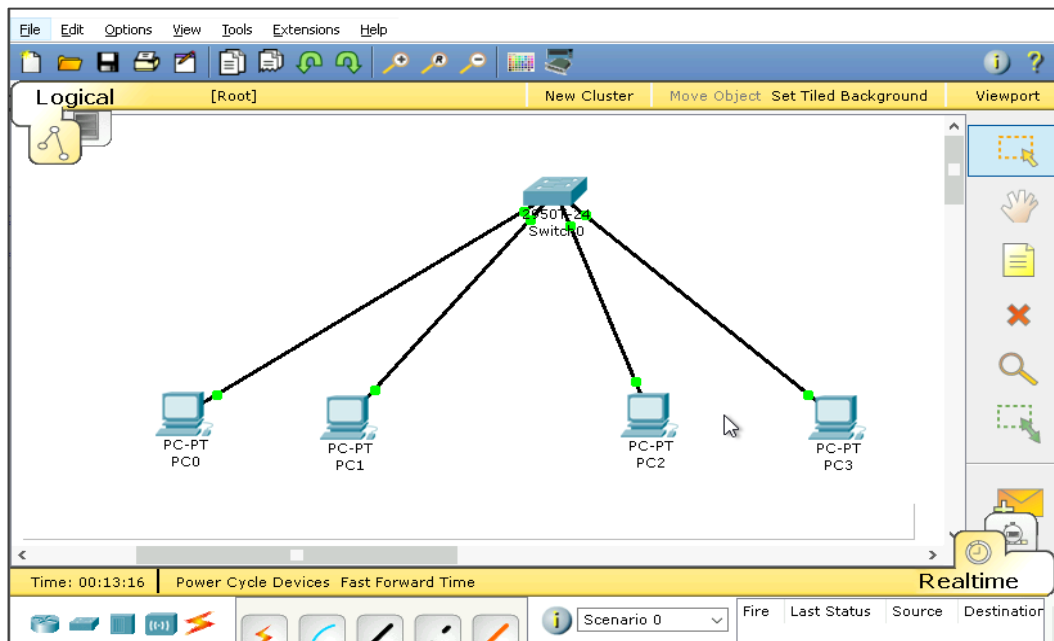 File Edit Options View Tools Extensions Help
Logical [Root] New Cluster Move Object Set Tiled Background Viewport
2950T-24
Switch0
PC-PT
PC0
PC-PT
PC1
PC-PT
PC2
PC-PT
PC3
Time: 00:13:16 Power Cycle Devices Fast Forward Time Realtime
Scenario 0 Fire Last Status Source Destination